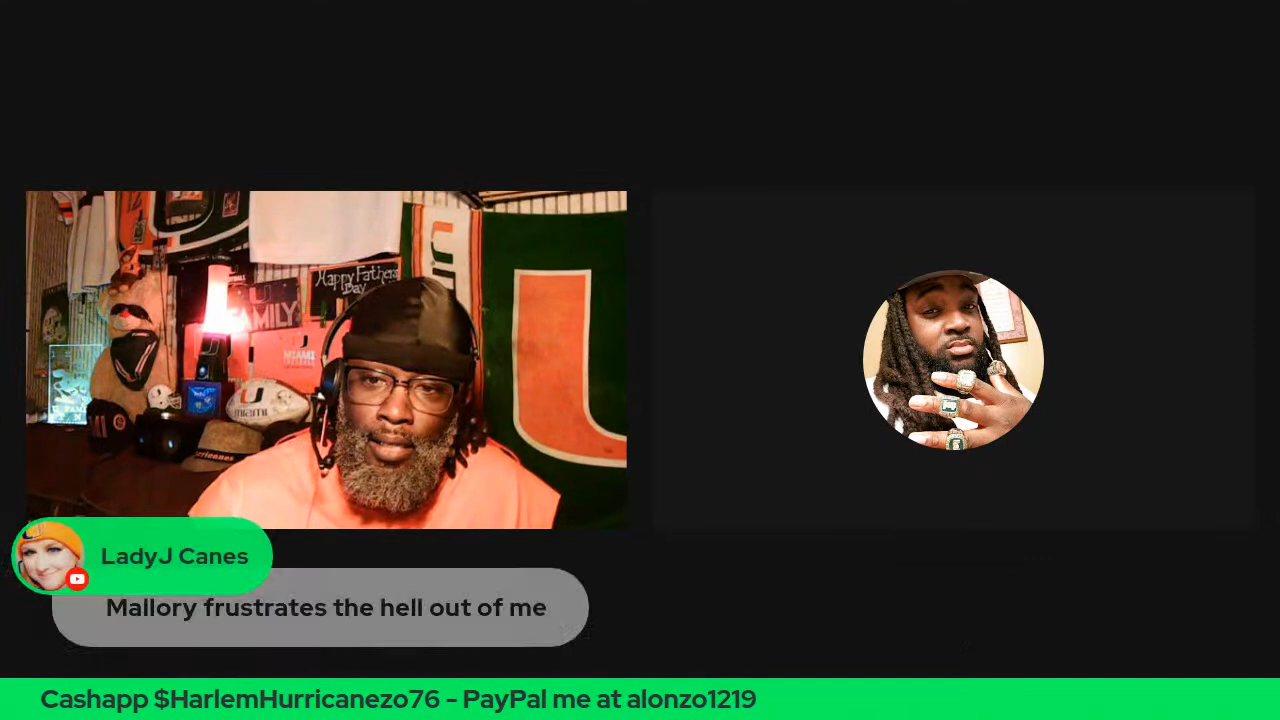 Happy Fathers
Day
U
FAMILY
U
MIAMI
U
MIAMI
U
LadyJ Canes
Mallory frustrates the hell out of me
Cashapp $HarlemHurricanezo76 - PayPal me at alonzo1219